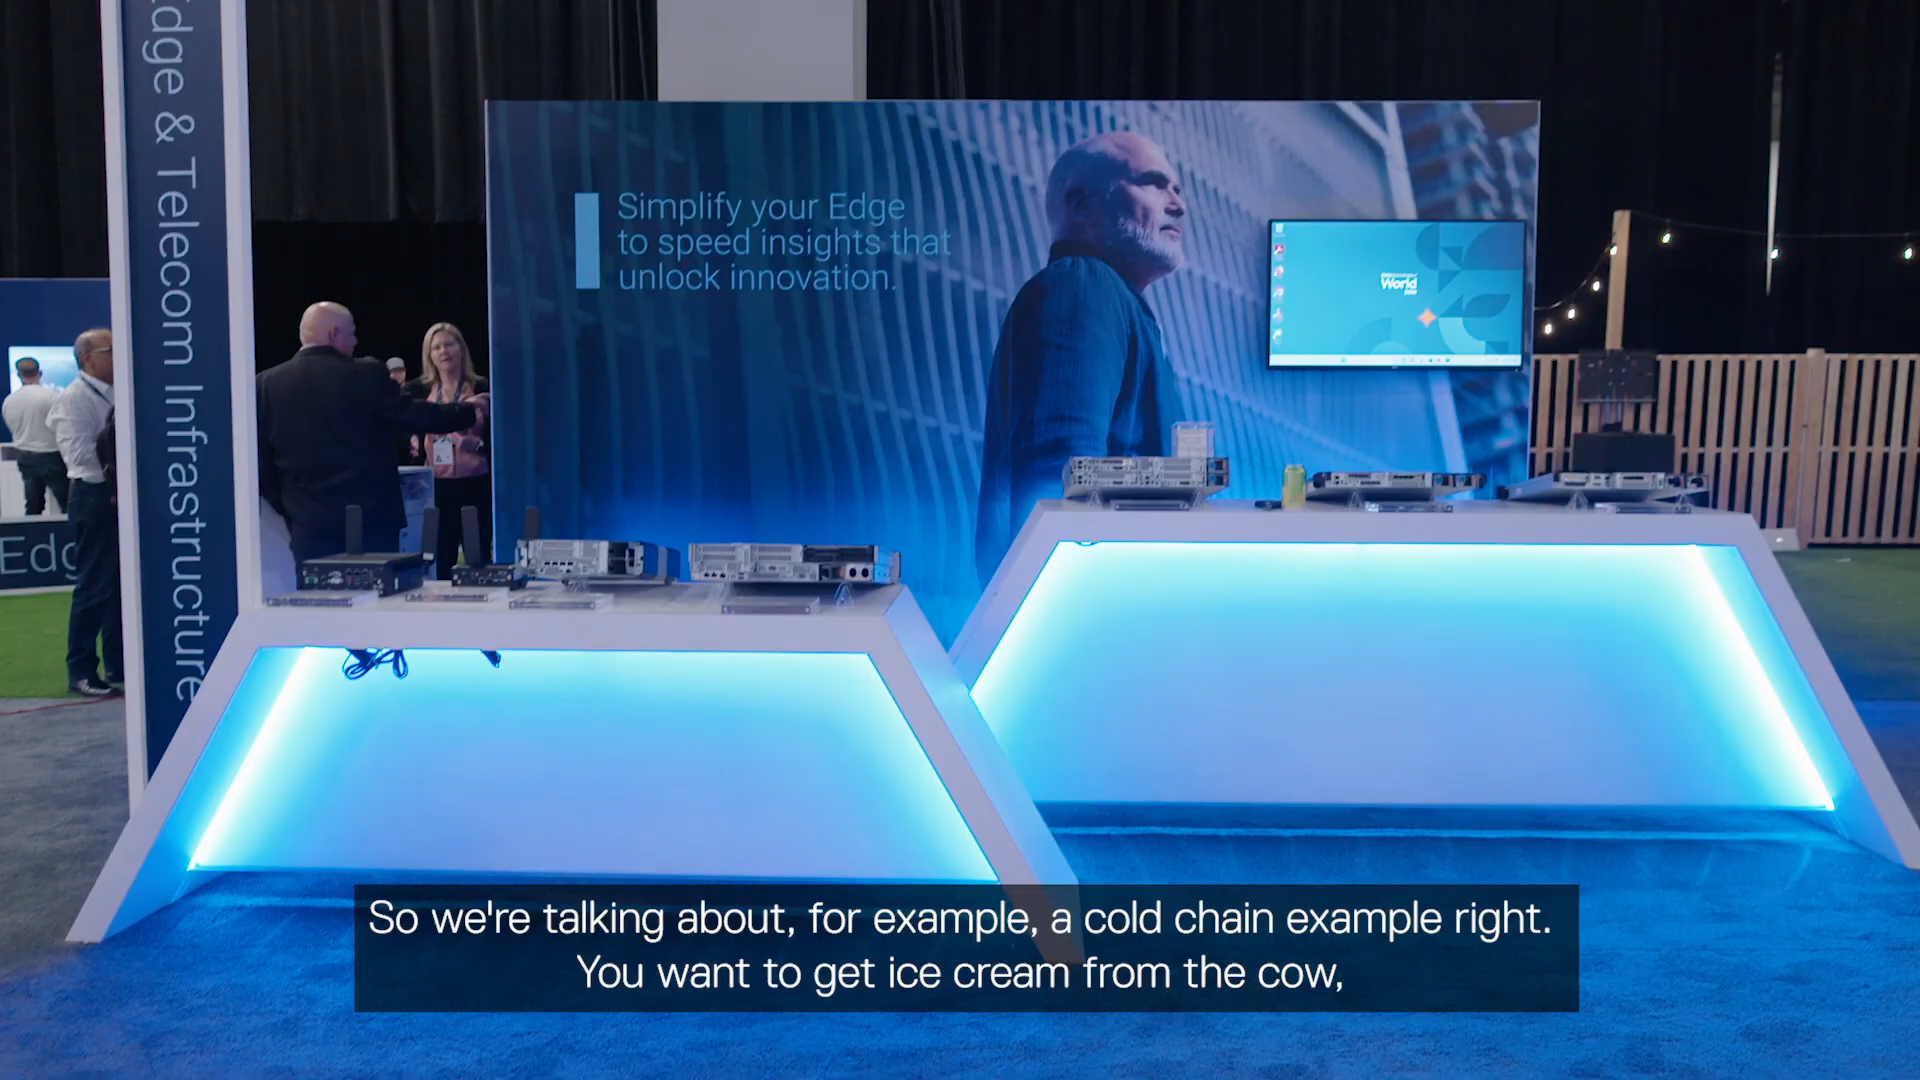 Edge & Telecom Infrastructure
Simplify your Edge
to speed insights that
unlock innovation.
World
Edg
So we're talking about, for example, a cold chain example right.
You want to get ice cream from the cow,